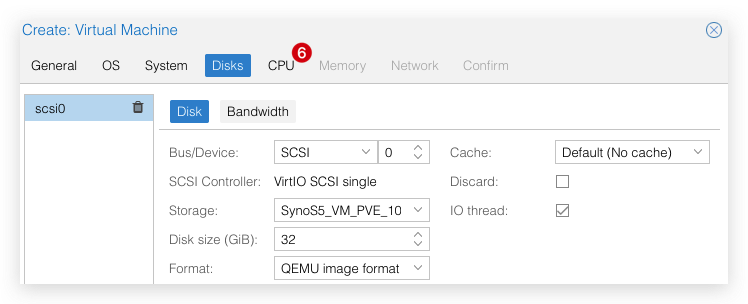 Create: Virtual Machine
General OS System Disks CPU 6 Memory Network Confirm
scsi0
Disk Bandwidth
Bus/Device: SCSI 0 Cache: Default (No cache)
SCSI Controller: VirtIO SCSI single Discard:
Storage: SynoS5_VM_PVE_10 IO thread:
Disk size (GiB): 32
Format: QEMU image format